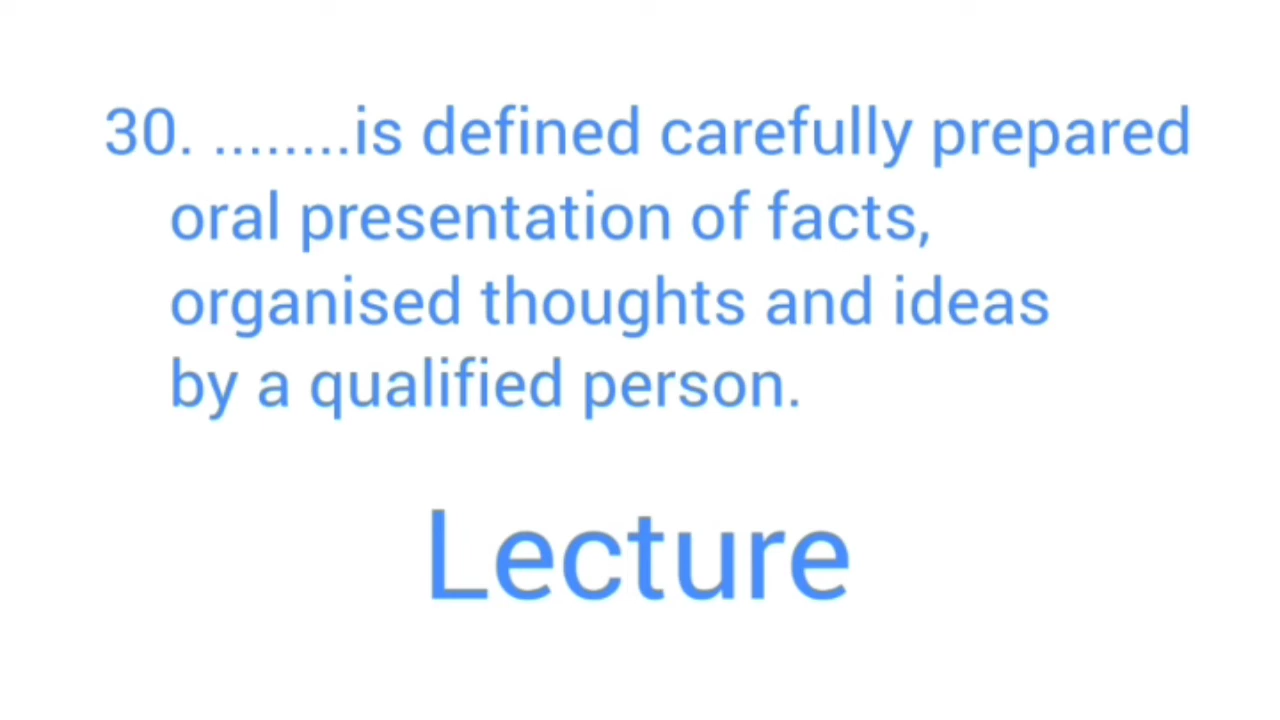 30. ........is defined carefully prepared
oral presentation of facts,
organised thoughts and ideas
by a qualified person.
Lecture